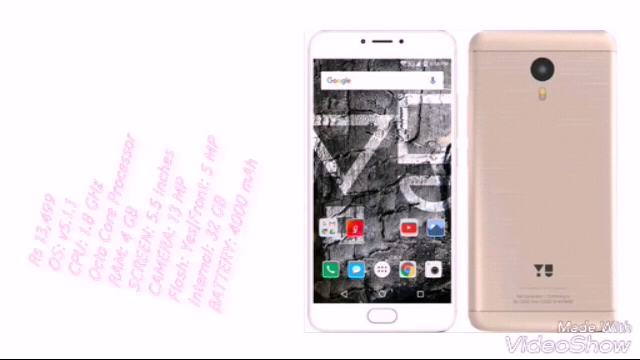 Rs 13,499
OS: v5.1.1
CPU: 1.8 GHz
Octa Core Processor
RAM: 4 GB
SCREEN: 5.5 inches
CAMERA: 13 MP
Flash: Yes|Front: 5 MP
Internal: 32 GB
BATTERY: 4000 mAh
Google
YU
Made With
VideoShow